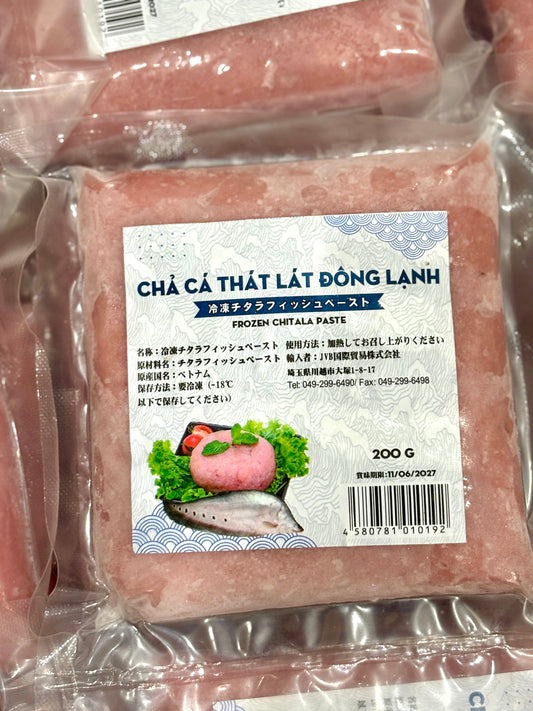 CHẢ CÁ THÁT LÁT ĐÔNG LẠNH
冷凍チタラフィッシュペースト
FROZEN CHITALA PASTE
名称：冷凍チタラフィッシュペースト
原材料名：チタラフィッシュペースト
原産国名：ベトナム
保存方法：要冷凍（-18℃
以下で保存してください）
使用方法：加熱してお召し上がりください
輸入者：JVB国際貿易株式会社
埼玉県川越市大塚1-8-17
Tel: 049-299-6490/ Fax: 049-299-6498
200 G
賞味期限:11/06/2027
4 580781 010192